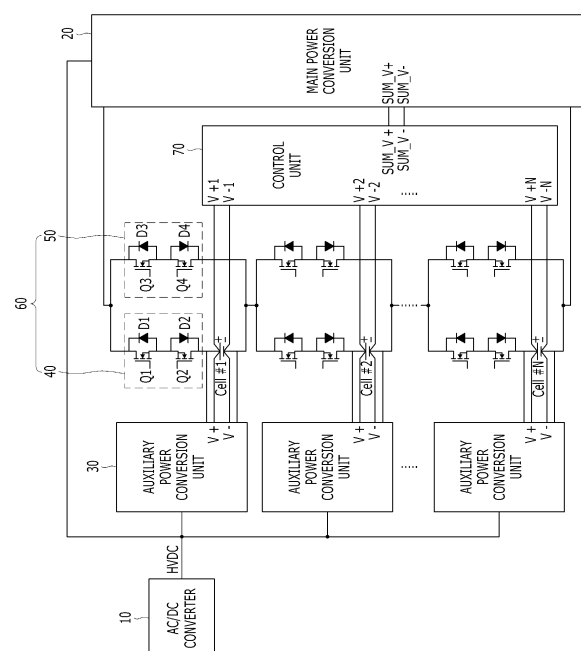 10
AC/DC
CONVERTER
HVDC
30
AUXILIARY
POWER
CONVERSION
UNIT
V +
V -
AUXILIARY
POWER
CONVERSION
UNIT
V +
V -
.....
AUXILIARY
POWER
CONVERSION
UNIT
V +
V -
60
40
50
Q1
D1
Q2
D2
Q3
D3
Q4
D4
Cell #1
+
-
Cell #2
+
-
.....
Cell #N
+
-
70
CONTROL
UNIT
V +1
V -1
V +2
V -2
.....
V +N
V -N
SUM_V +
SUM_V -
20
MAIN POWER
CONVERSION
UNIT
SUM_V+
SUM_V-